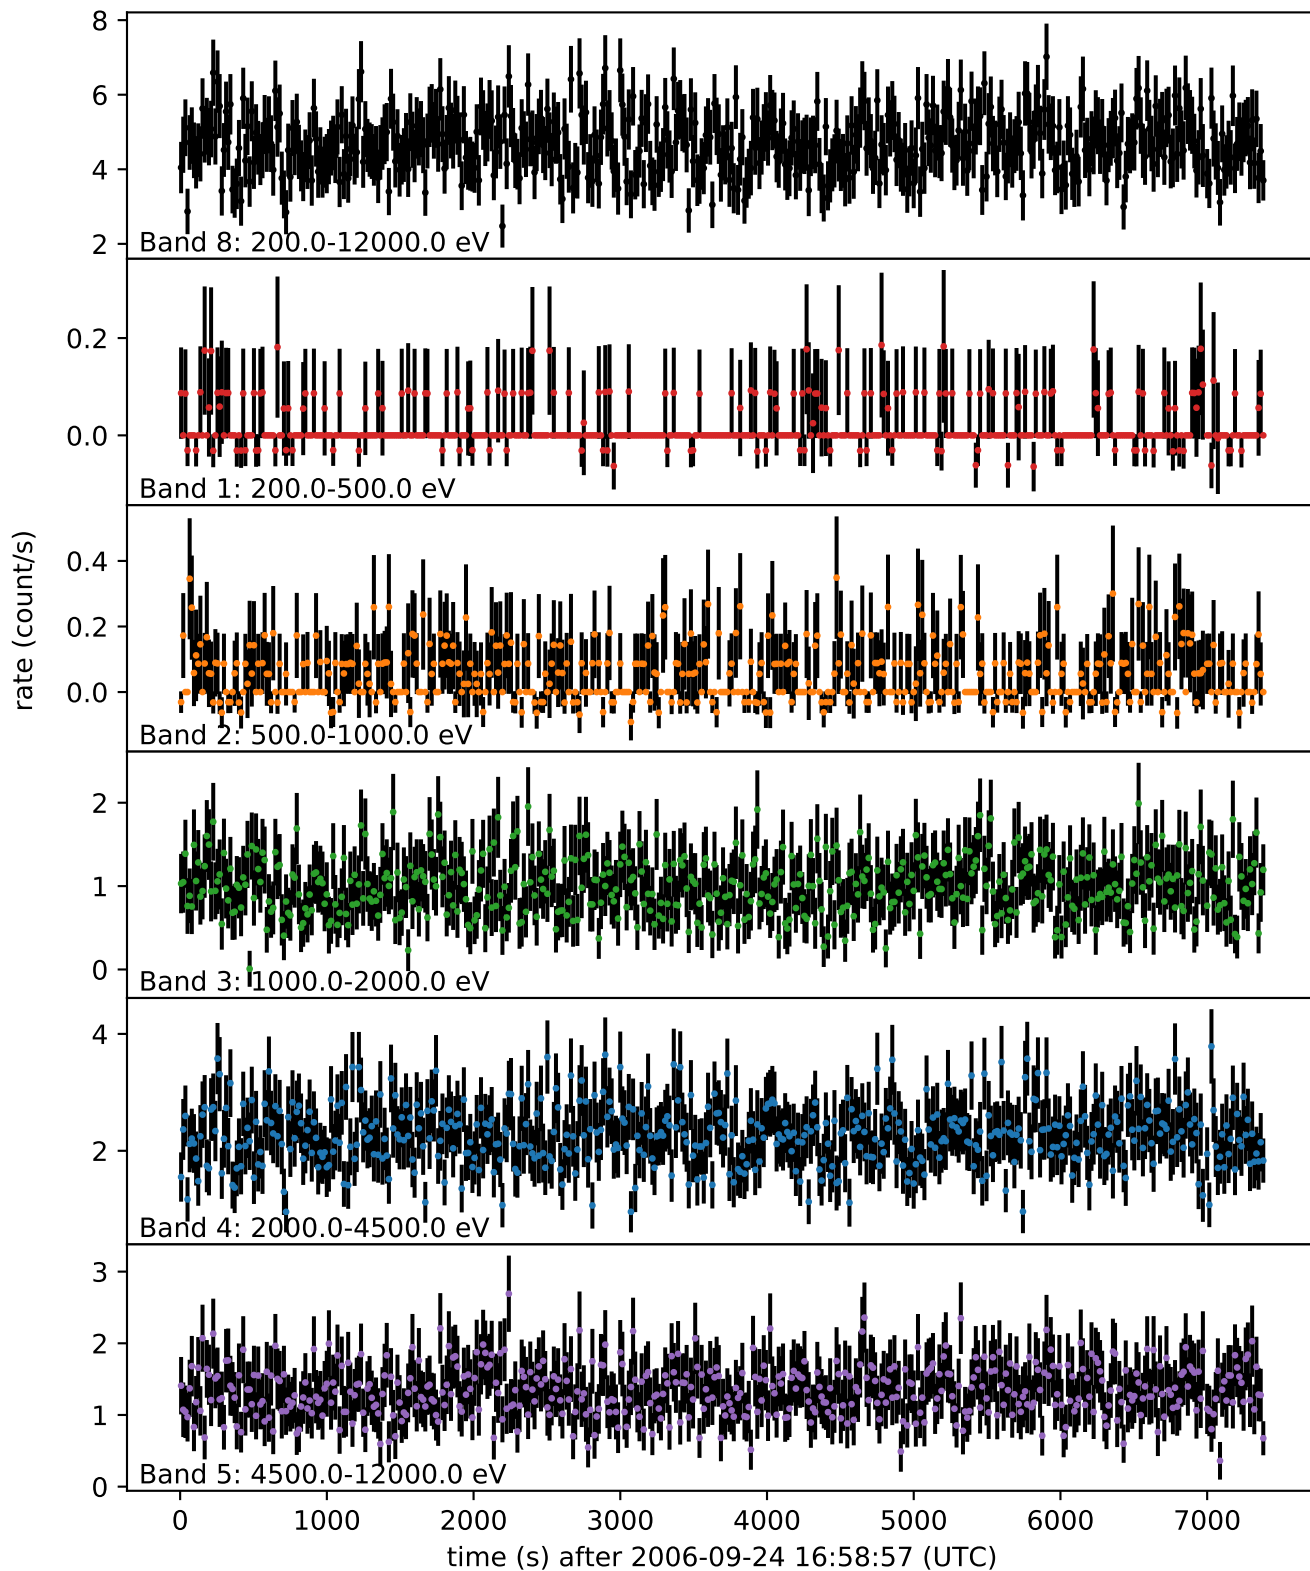 8
6
4
2
Band 8: 200.0-12000.0 eV
0.2
0.0
Band 1: 200.0-500.0 eV
rate (count/s)
0.4
0.2
0.0
Band 2: 500.0-1000.0 eV
2
1
0
Band 3: 1000.0-2000.0 eV
4
2
Band 4: 2000.0-4500.0 eV
3
2
1
0
Band 5: 4500.0-12000.0 eV
0 1000 2000 3000 4000 5000 6000 7000
time (s) after 2006-09-24 16:58:57 (UTC)